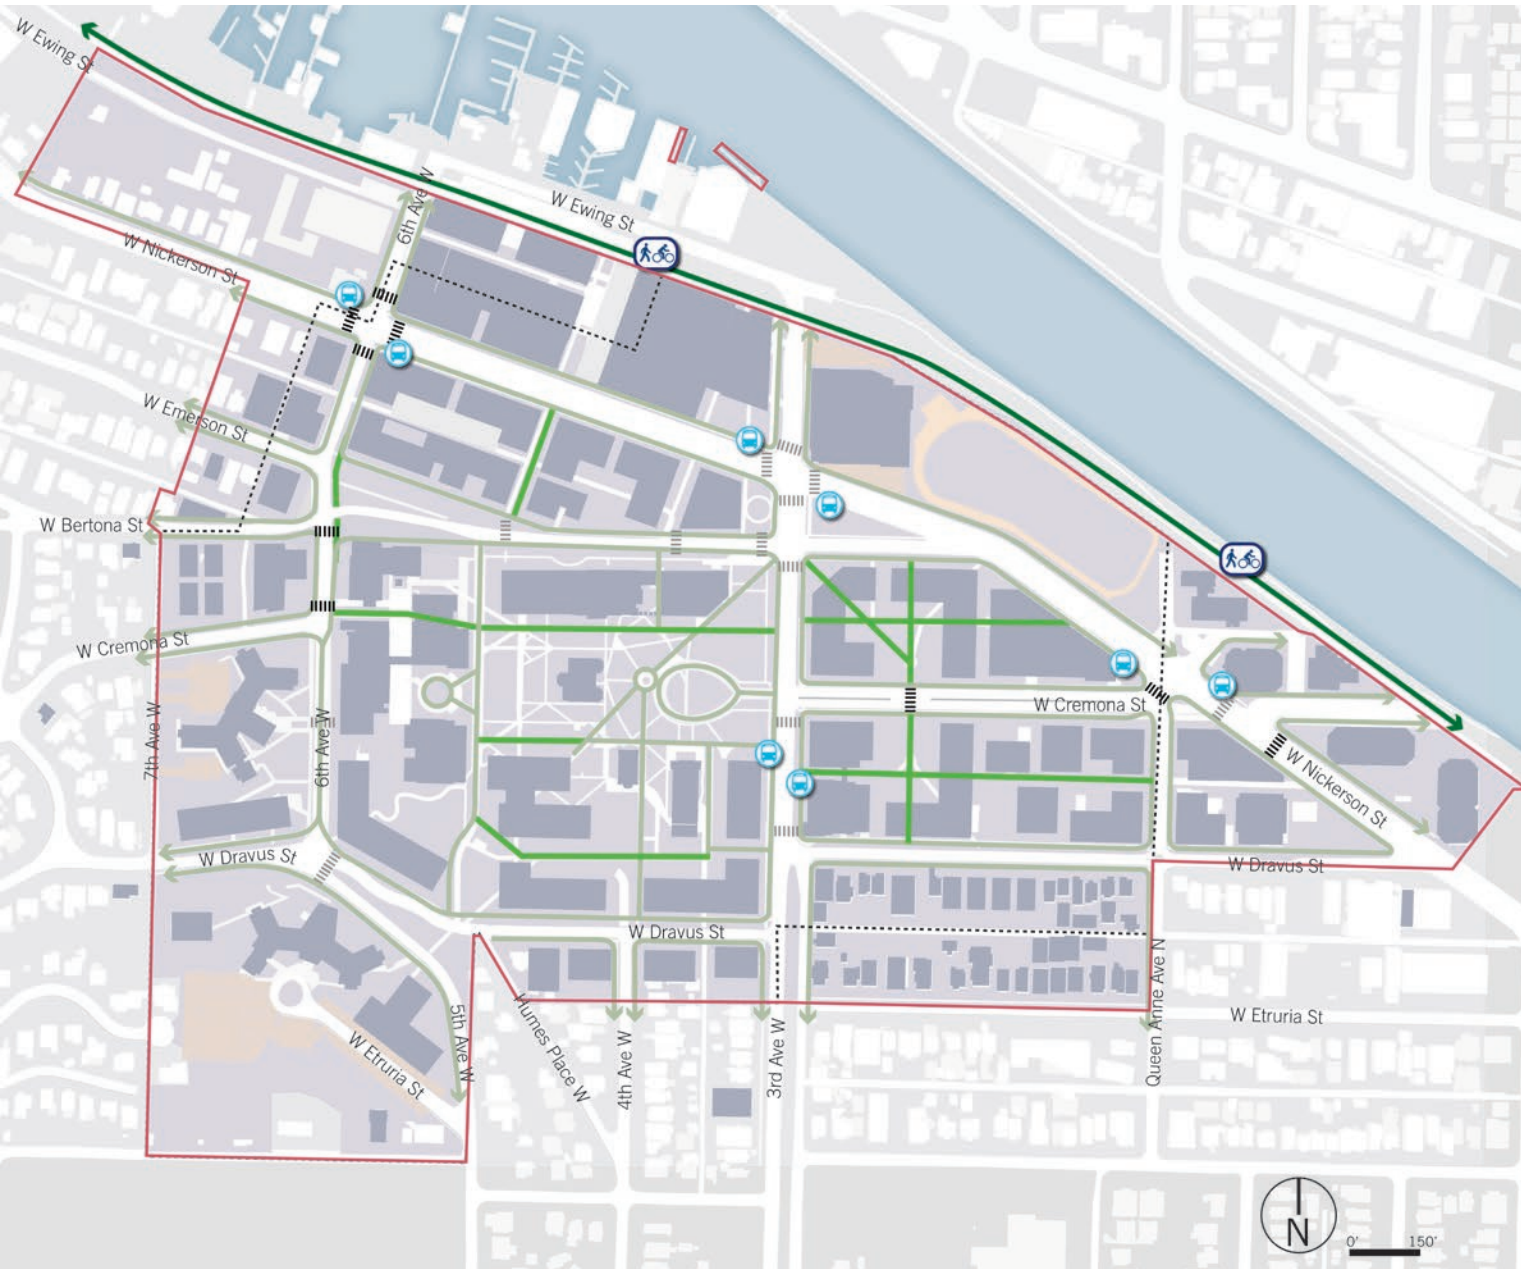 W Ewing St
6th Ave W
W Ewing St
W Nickerson St
W Emerson St
W Bertona St
W Cremona St
7th Ave W
6th Ave W
W Cremona St
W Nickerson St
W Dravus St
W Dravus St
W Dravus St
Queen Anne Ave N
W Etruria St
5th Ave W
W Etruria St
Humes Place W
4th Ave W
3rd Ave W
N
0' 150'